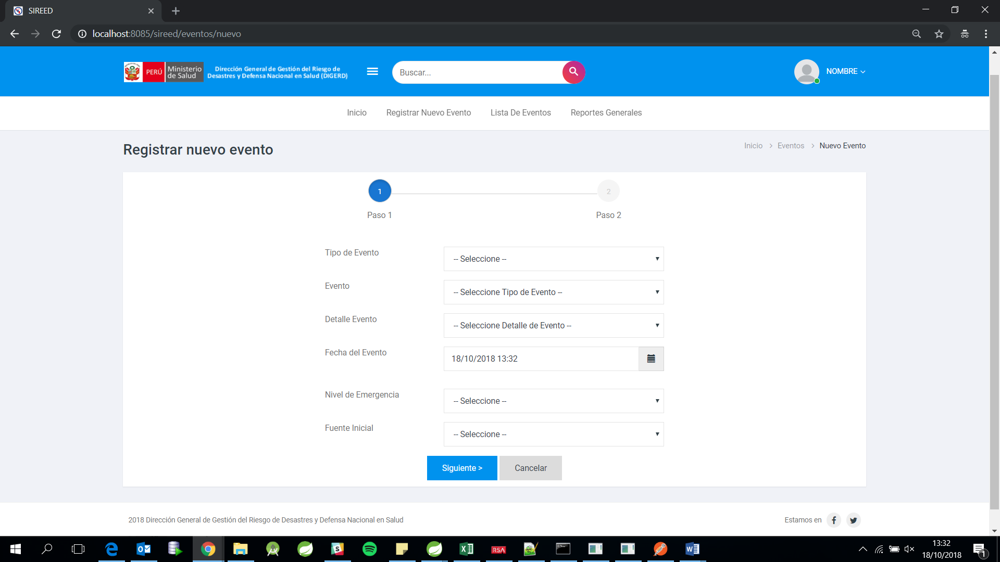 SIREED
localhost:8085/sireed/eventos/nuevo
PERÚ
Ministerio
de Salud
Dirección General de Gestión del Riesgo de
Desastres y Defensa Nacional en Salud (DIGERD)
Buscar...
NOMBRE
Inicio
Registrar Nuevo Evento
Lista De Eventos
Reportes Generales
Registrar nuevo evento
Inicio > Eventos > Nuevo Evento
1
2
Paso 1
Paso 2
Tipo de Evento
-- Seleccione --
Evento
-- Seleccione Tipo de Evento --
Detalle Evento
-- Seleccione Detalle de Evento --
Fecha del Evento
18/10/2018 13:32
Nivel de Emergencia
-- Seleccione --
Fuente Inicial
-- Seleccione --
Siguiente >
Cancelar
2018 Dirección General de Gestión del Riesgo de Desastres y Defensa Nacional en Salud
Estamos en
RSA
13:32
18/10/2018
1